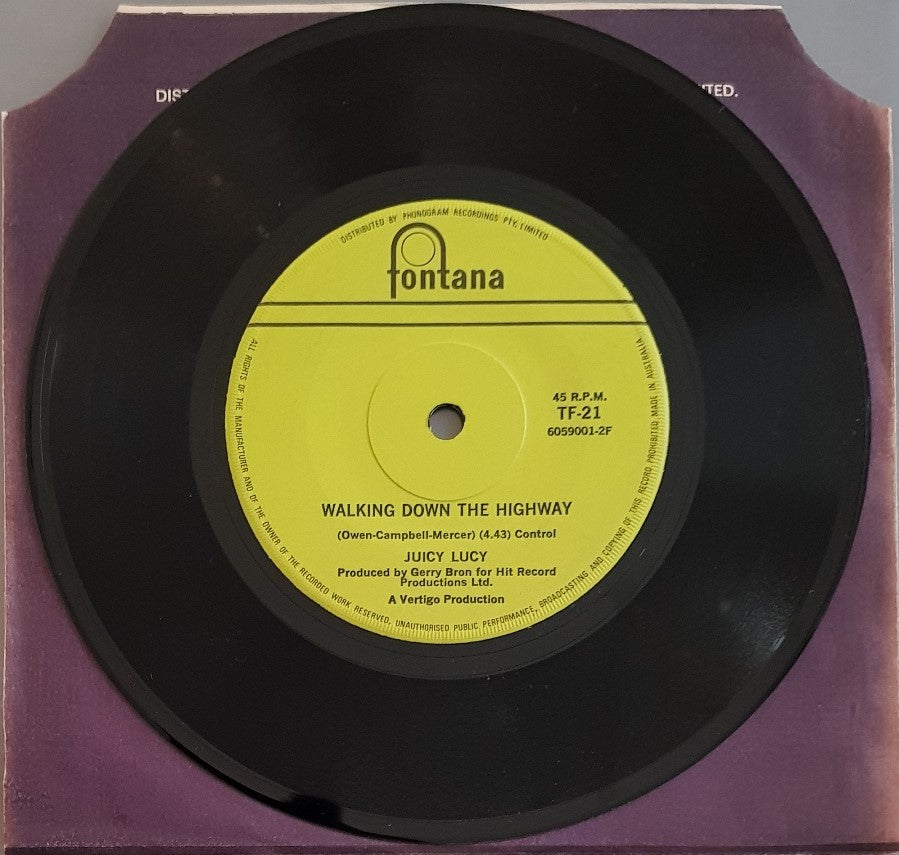 DIST
TED.
DISTRIBUTED BY PHONOGRAM RECORDINGS PTY. LIMITED
fontana
45 R.P.M.
TF-21
6059001-2F
WALKING DOWN THE HIGHWAY
(Owen-Campbell-Mercer) (4.43) Control
JUICY LUCY
Produced by Gerry Bron for Hit Record
Productions Ltd.
A Vertigo Production
ALL RIGHTS OF THE MANUFACTURER AND OF THE OWNER OF THE RECORDED WORK RESERVED, UNAUTHORISED PUBLIC PERFORMANCE, BROADCASTING AND COPYING OF THIS RECORD PROHIBITED MADE IN AUSTRALIA